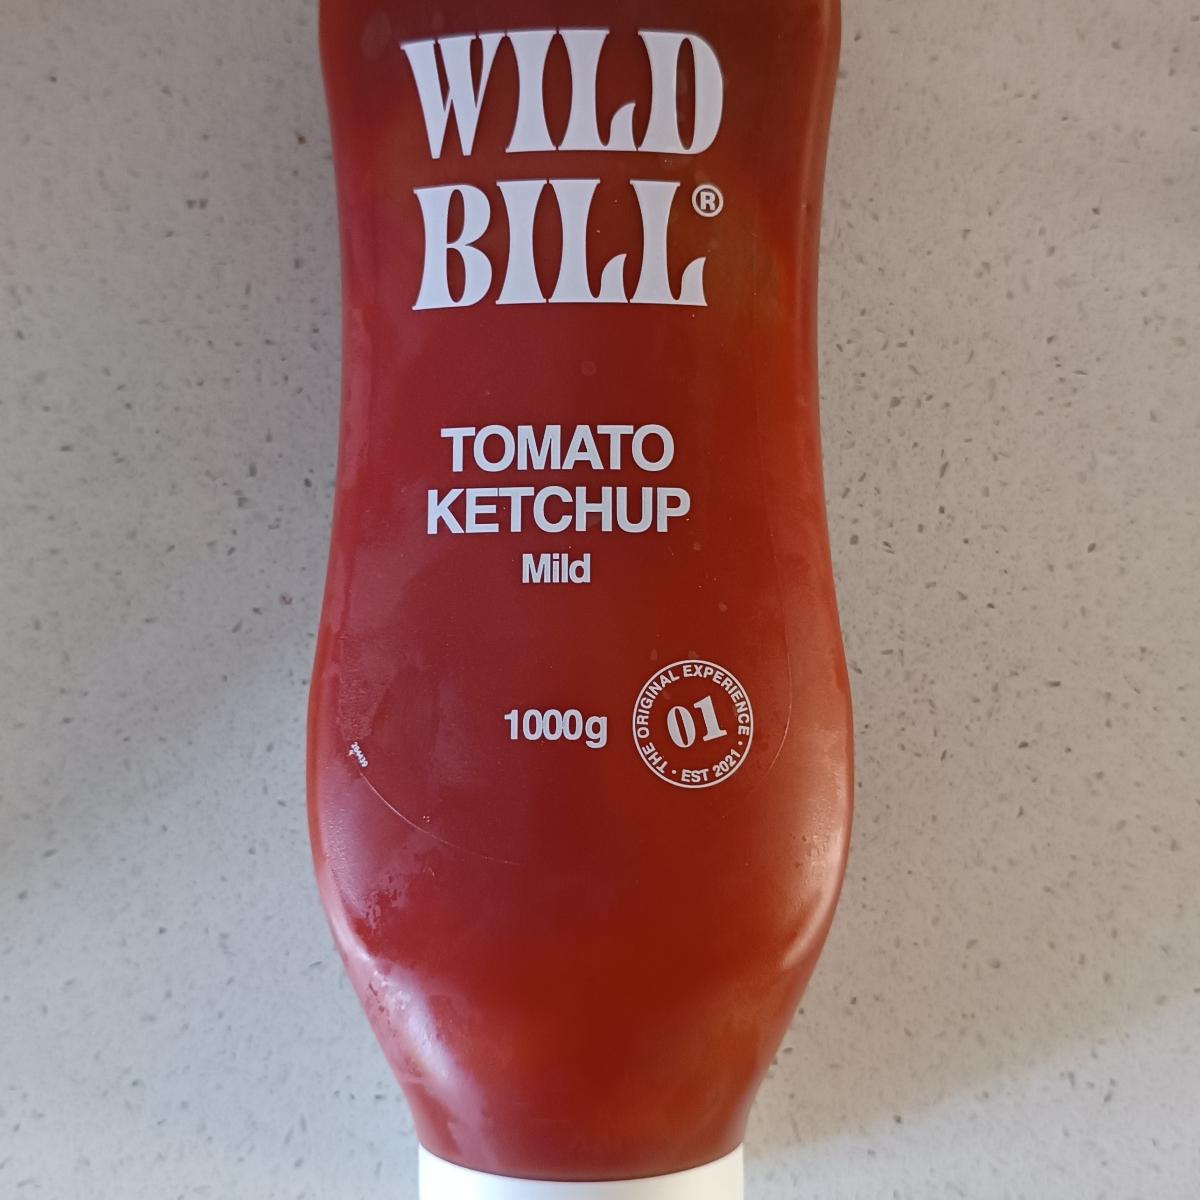 WILD
BILL®
TOMATO
KETCHUP
Mild
1000g
THE ORIGINAL EXPERIENCE
01
· EST 2021 ·